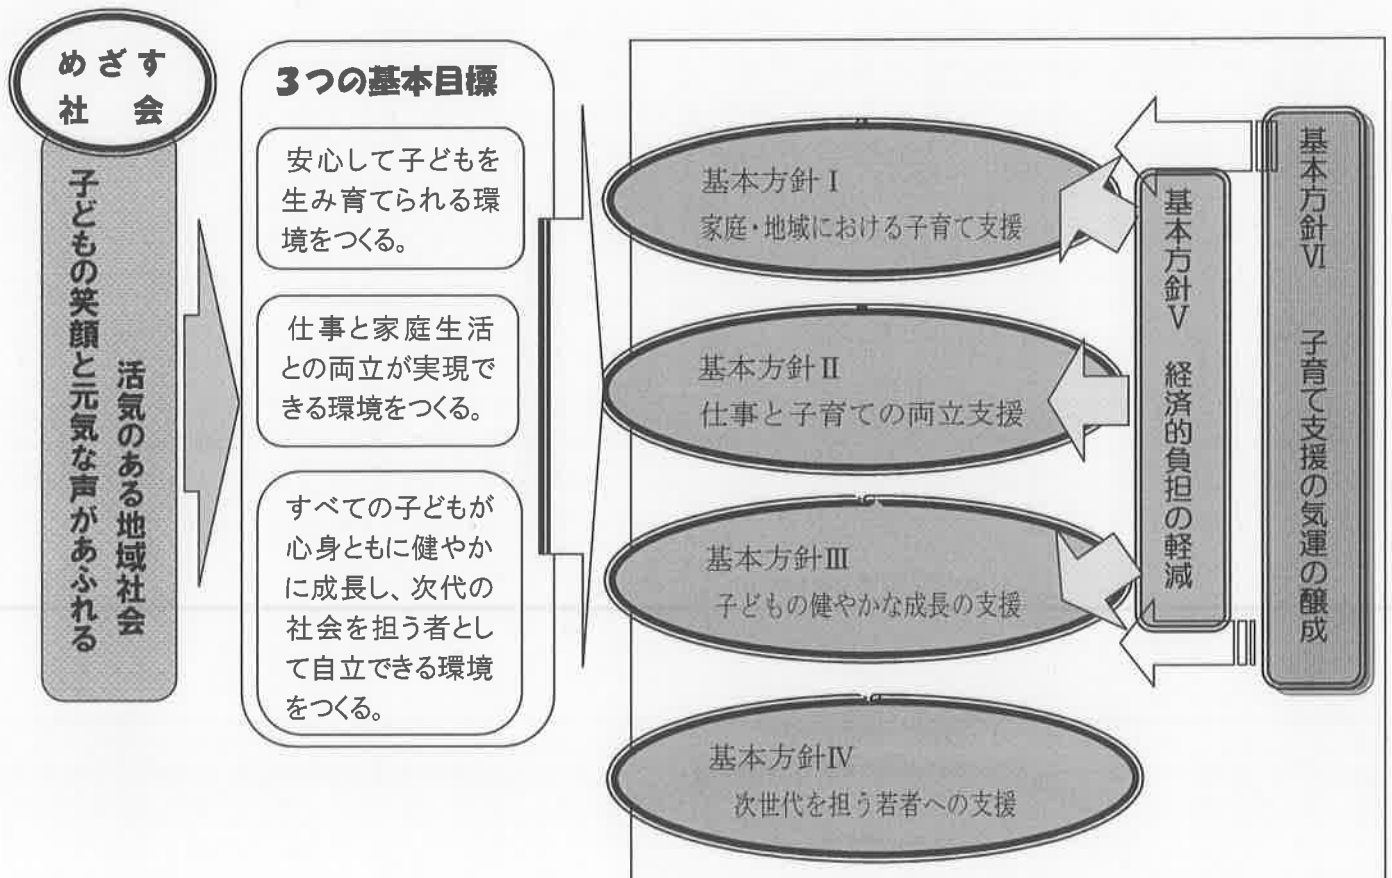 めざす
社会
子どもの笑顔と元気な声があふれる
活気のある地域社会
3つの基本目標
安心して子どもを
生み育てられる環
境をつくる。
仕事と家庭生活
との両立が実現で
きる環境をつくる。
すべての子どもが
心身ともに健やか
に成長し、次代の
社会を担う者とし
て自立できる環境
をつくる。
基本方針Ⅰ
家庭・地域における子育て支援
基本方針Ⅱ
仕事と子育ての両立支援
基本方針Ⅲ
子どもの健やかな成長の支援
基本方針Ⅳ
次世代を担う若者への支援
基本方針Ⅴ 経済的負担の軽減
基本方針Ⅵ 子育て支援の気運の醸成